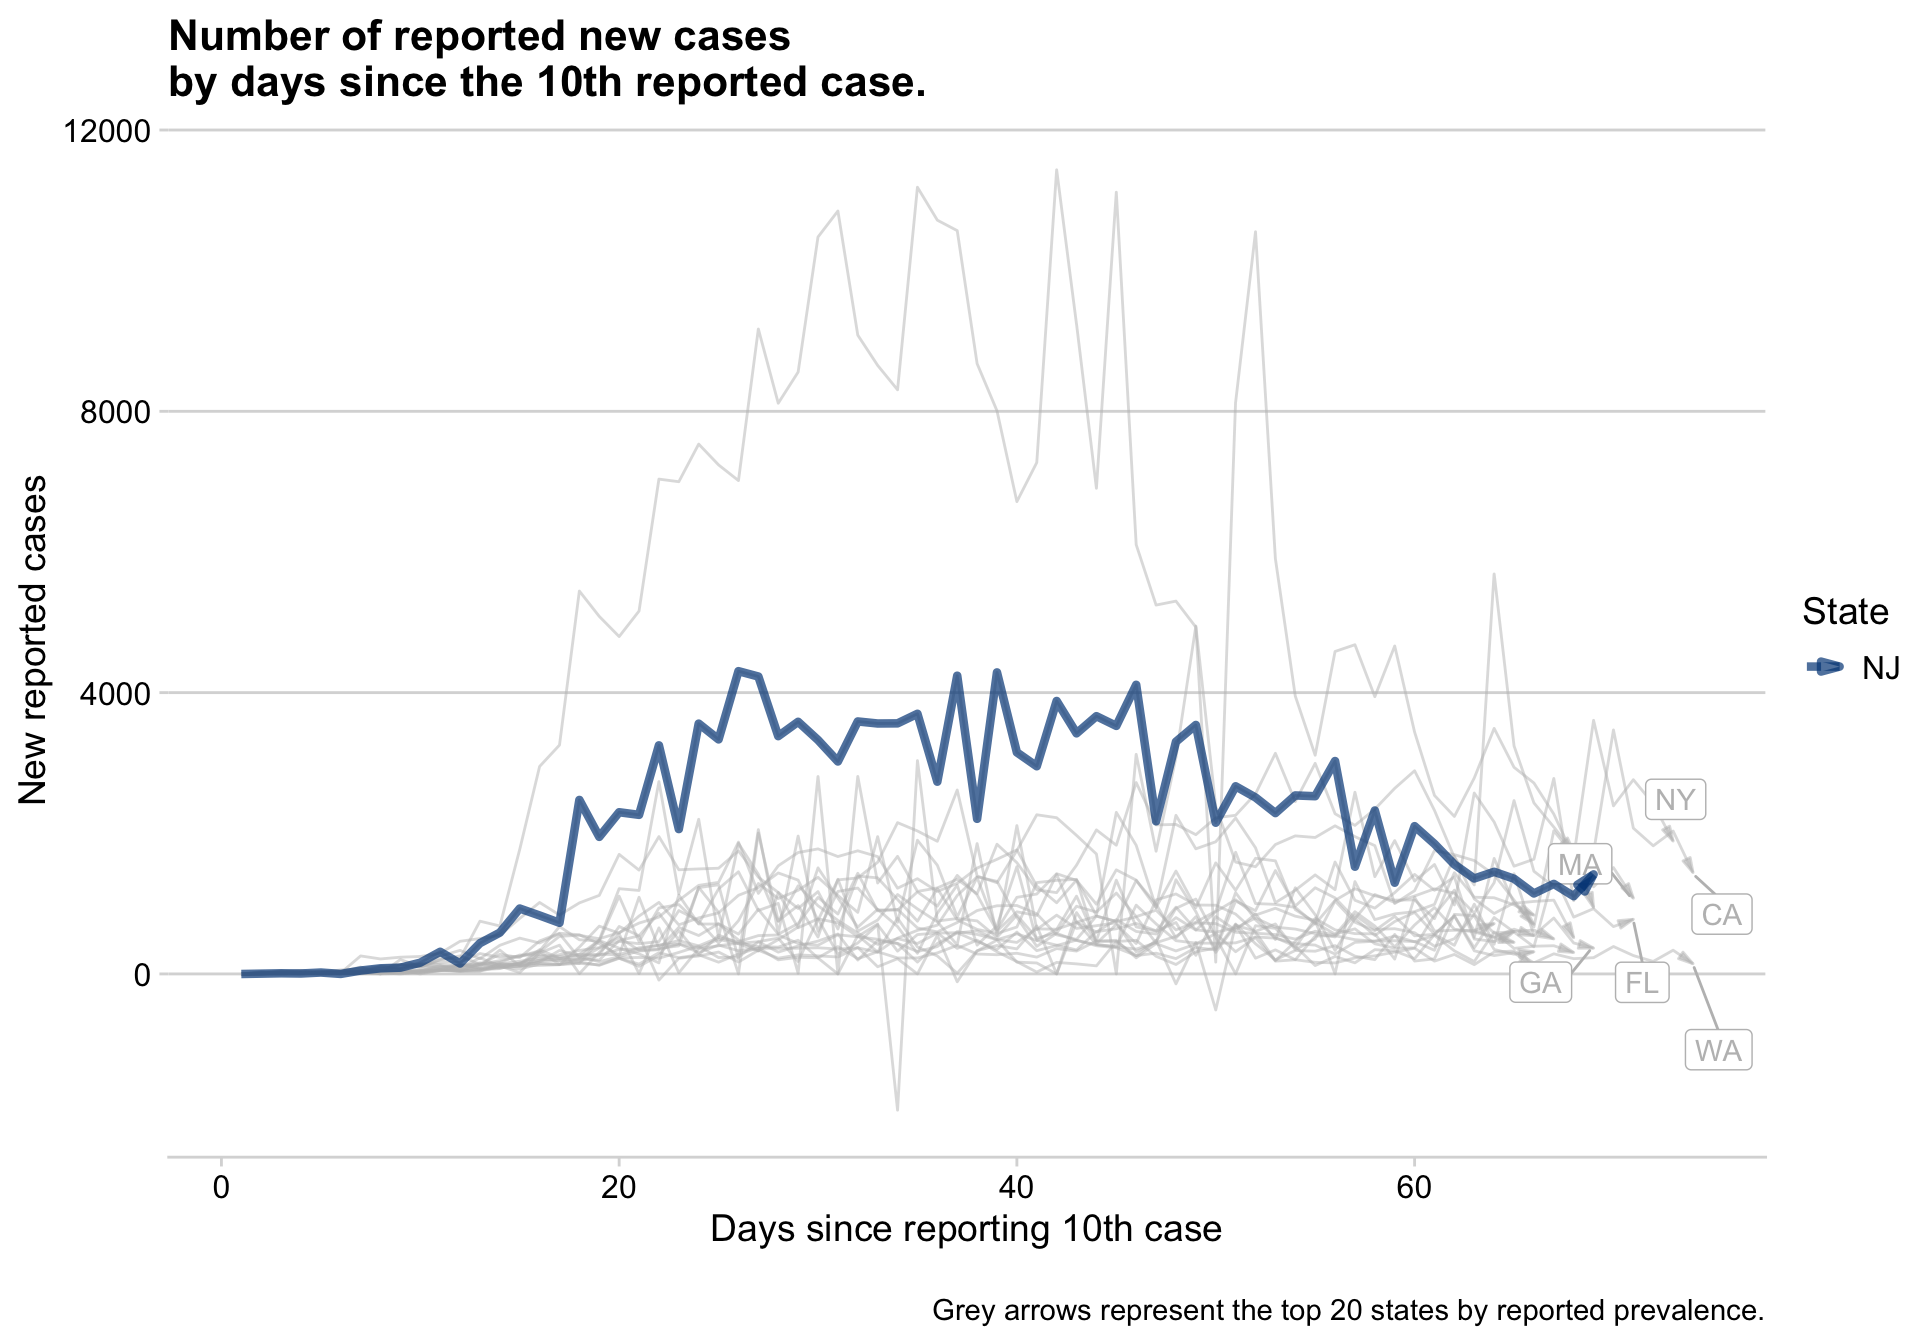 Number of reported new cases
by days since the 10th reported case.
12000
8000
4000
0
New reported cases
NY
MA
CA
GA
FL
WA
State
NJ
0
20
40
60
Days since reporting 10th case
Grey arrows represent the top 20 states by reported prevalence.